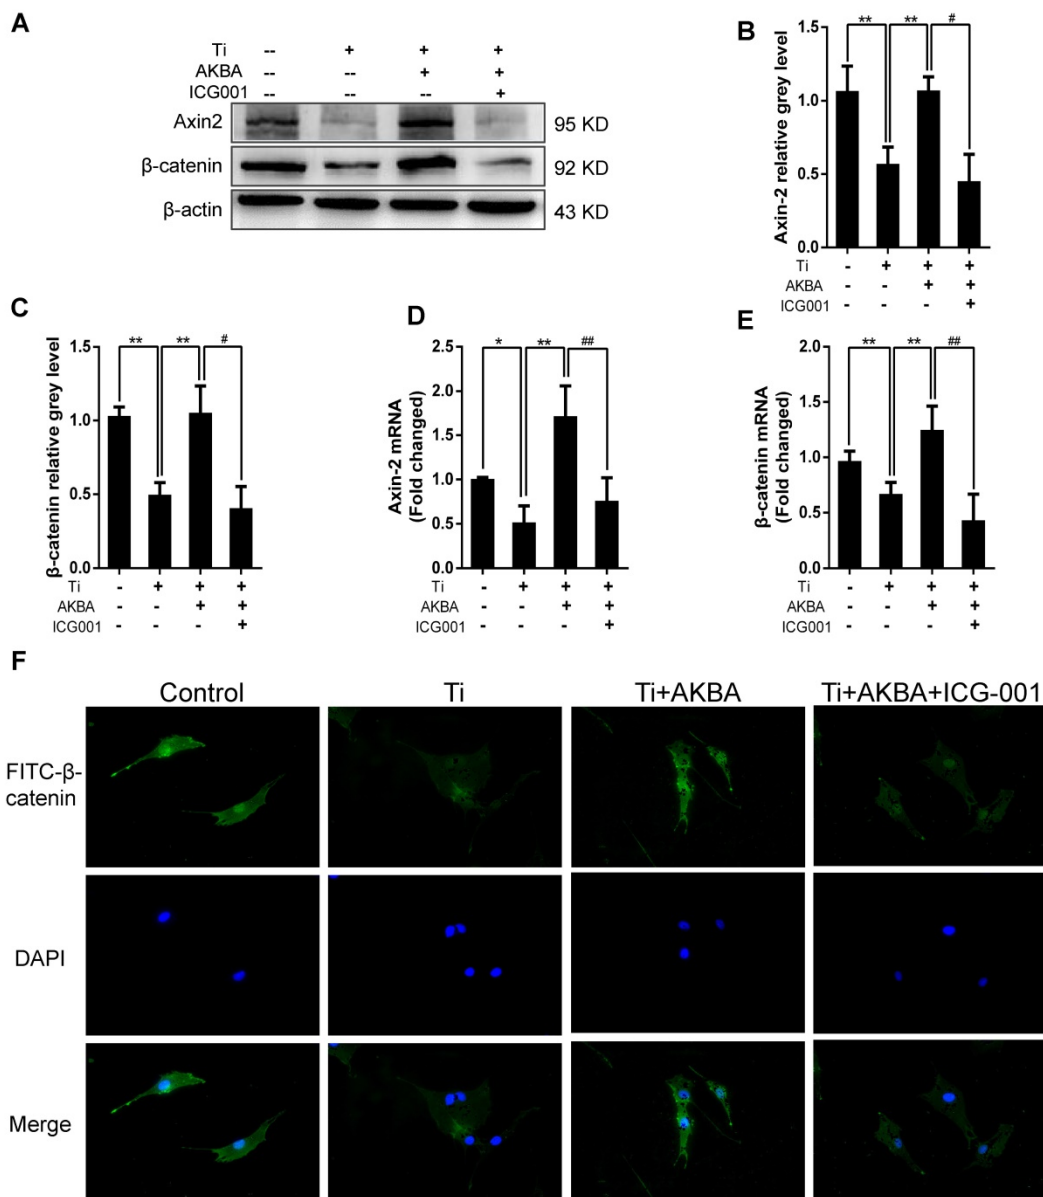 A
Ti -- + + +
AKBA -- -- + +
ICG001 -- -- -- +
Axin2 95 KD
β-catenin 92 KD
β-actin 43 KD
B
** ** #
Axin-2 relative grey level
1.5
1.0
0.5
0.0
Ti - + + +
AKBA - - + +
ICG001 - - - +
C
** ** #
β-catenin relative grey level
1.5
1.0
0.5
0.0
Ti - + + +
AKBA - - + +
ICG001 - - - +
D
* ** ##
Axin-2 mRNA
(Fold changed)
2.5
2.0
1.5
1.0
0.5
0.0
Ti - + + +
AKBA - - + +
ICG001 - - - +
E
** ** ##
β-catenin mRNA
(Fold changed)
2.0
1.5
1.0
0.5
0.0
Ti - + + +
AKBA - - + +
ICG001 - - - +
F
Control Ti Ti+AKBA Ti+AKBA+ICG-001
FITC-β-
catenin
DAPI
Merge